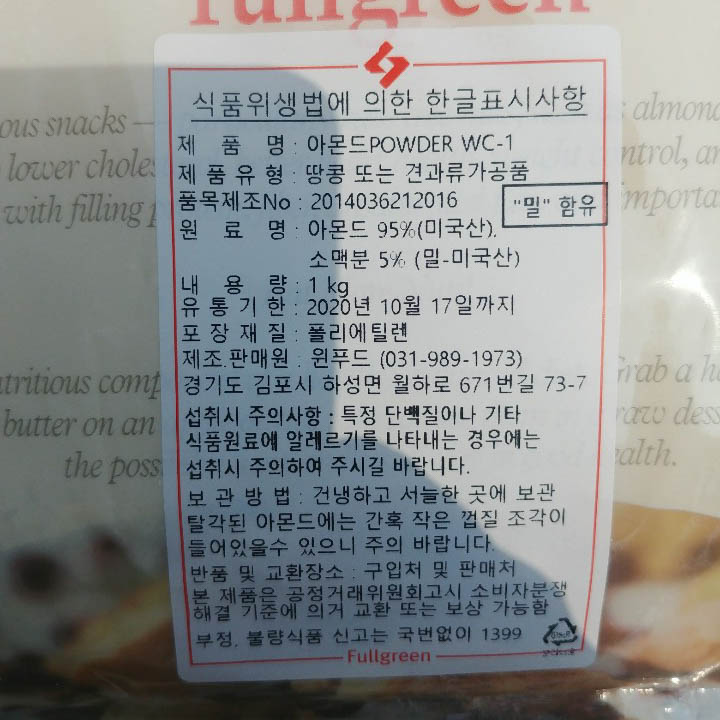 fullgreen
식품위생법에 의한 한글표시사항
제 품 명 : 아몬드POWDER WC-1
제 품 유 형 : 땅콩 또는 견과류가공품
품목제조No : 2014036212016
"밀" 함유
원 료 명 : 아몬드 95%(미국산),
소맥분 5% (밀-미국산)
내 용 량 : 1 kg
유 통 기 한 : 2020년 10월 17일까지
포 장 재 질 : 폴리에틸렌
제조.판매원 : 윈푸드 (031-989-1973)
경기도 김포시 하성면 월하로 671번길 73-7
섭취시 주의사항 : 특정 단백질이나 기타
식품원료에 알레르기를 나타내는 경우에는
섭취시 주의하여 주시길 바랍니다.
보 관 방 법 : 건냉하고 서늘한 곳에 보관
탈각된 아몬드에는 간혹 작은 껍질 조각이
들어있을수 있으니 주의 바랍니다.
반품 및 교환장소 : 구입처 및 판매처
본 제품은 공정거래위원회고시 소비자분쟁
해결 기준에 의거 교환 또는 보상 가능함
부정, 불량식품 신고는 국번없이 1399
Fullgreen
ous snacks —
lower choles
with filling
almond
ntrol, an
importa
utritious comp
butter on an
the poss
Grab a ha
raw dess
ealth.